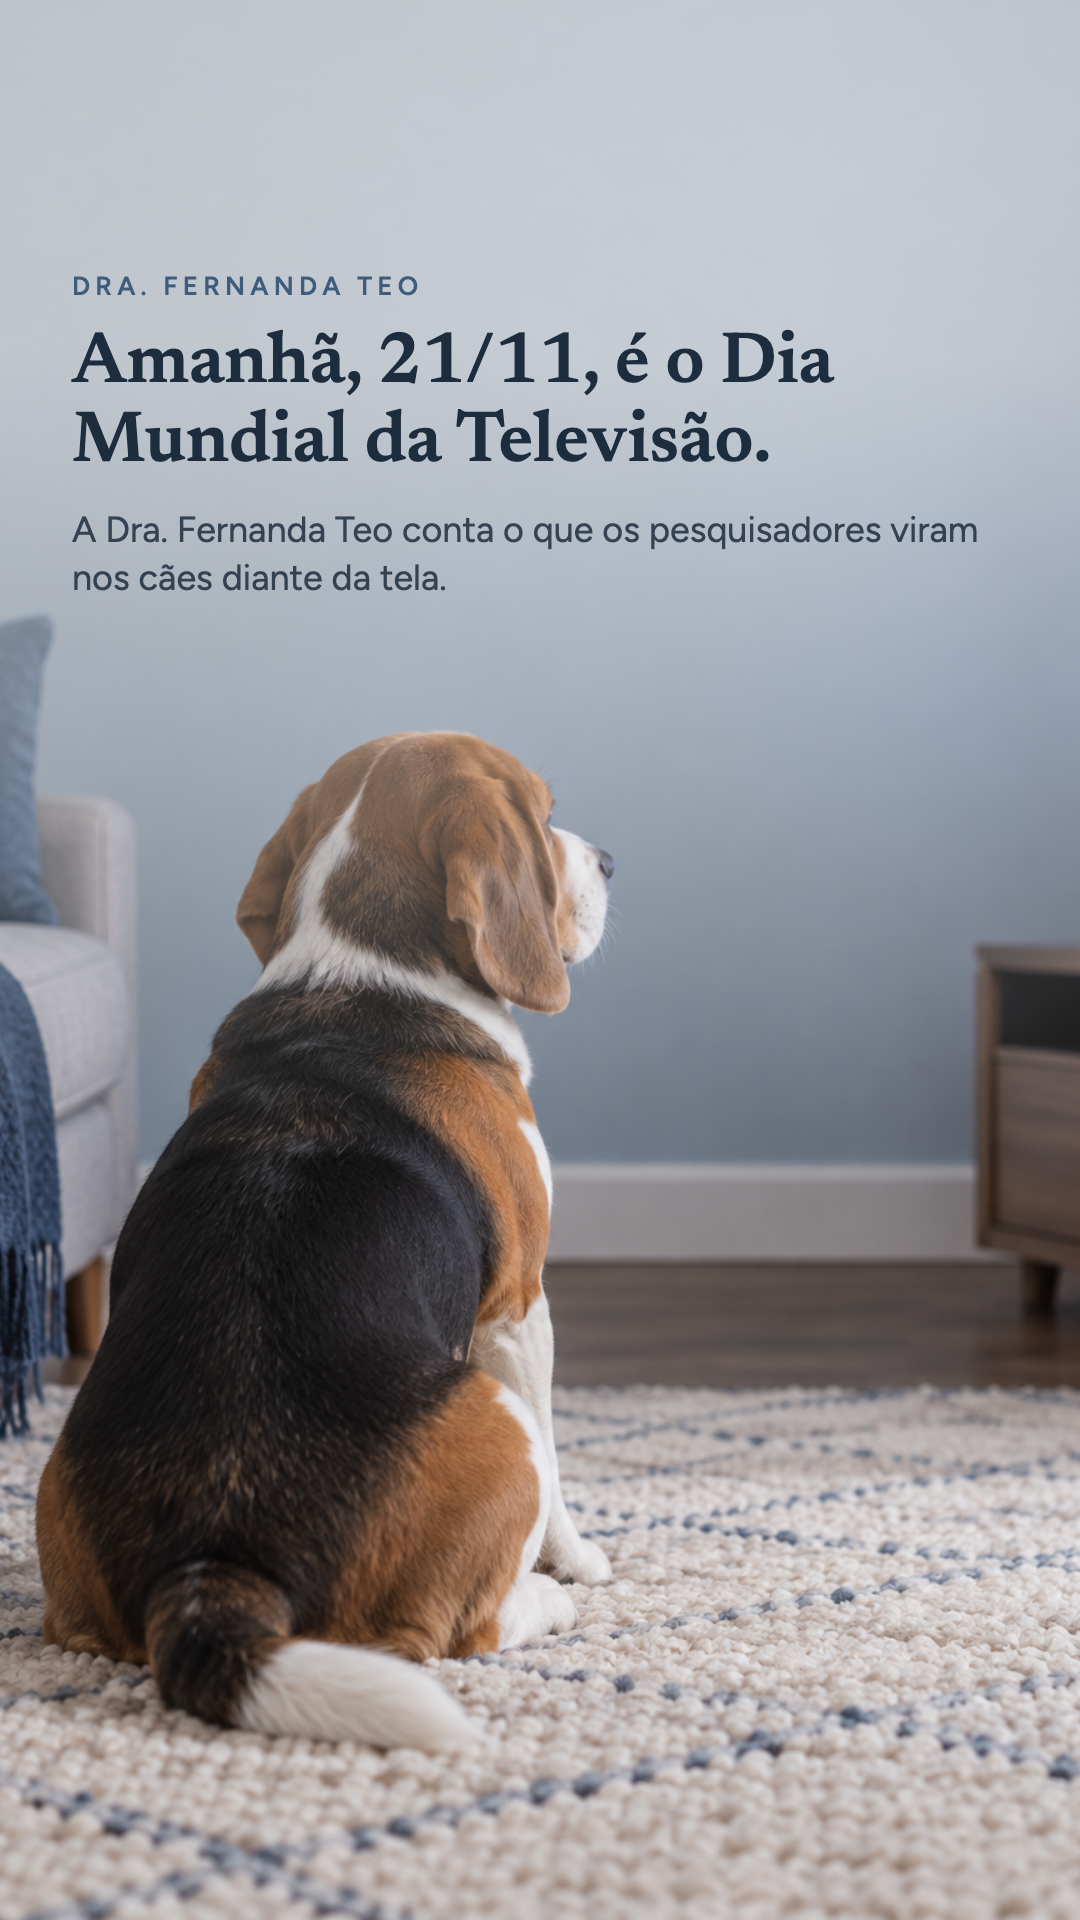 DRA. FERNANDA TEO
Amanhã, 21/11, é o Dia
Mundial da Televisão.
A Dra. Fernanda Teo conta o que os pesquisadores viram
nos cães diante da tela.